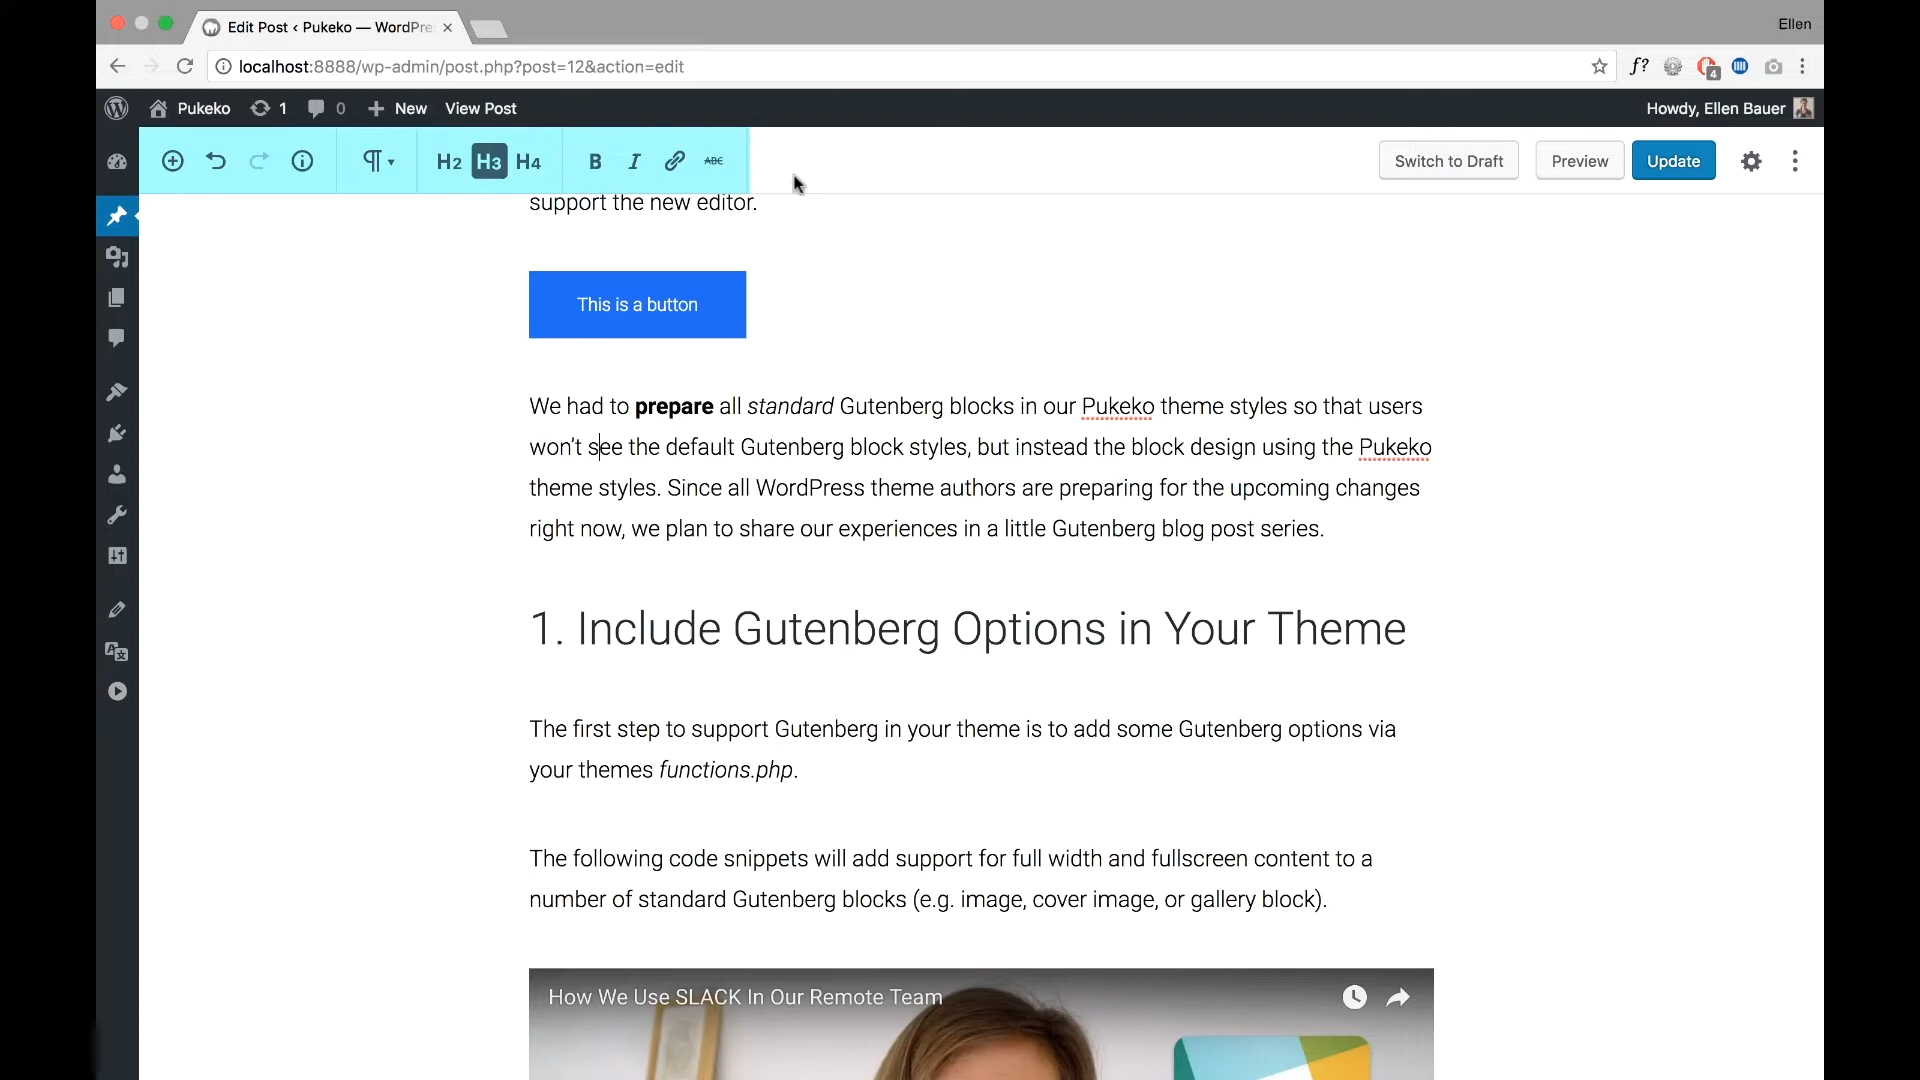 Edit Post ‹ Pukeko — WordPre
Ellen
localhost:8888/wp-admin/post.php?post=12&action=edit
f?
4
Pukeko 1 0 New View Post
Howdy, Ellen Bauer
H2 H3 H4 B I ABC
Switch to Draft Preview Update
support the new editor.
This is a button
We had to prepare all standard Gutenberg blocks in our Pukeko theme styles so that users
won’t see the default Gutenberg block styles, but instead the block design using the Pukeko
theme styles. Since all WordPress theme authors are preparing for the upcoming changes
right now, we plan to share our experiences in a little Gutenberg blog post series.
1. Include Gutenberg Options in Your Theme
The first step to support Gutenberg in your theme is to add some Gutenberg options via
your themes functions.php.
The following code snippets will add support for full width and fullscreen content to a
number of standard Gutenberg blocks (e.g. image, cover image, or gallery block).
How We Use SLACK In Our Remote Team